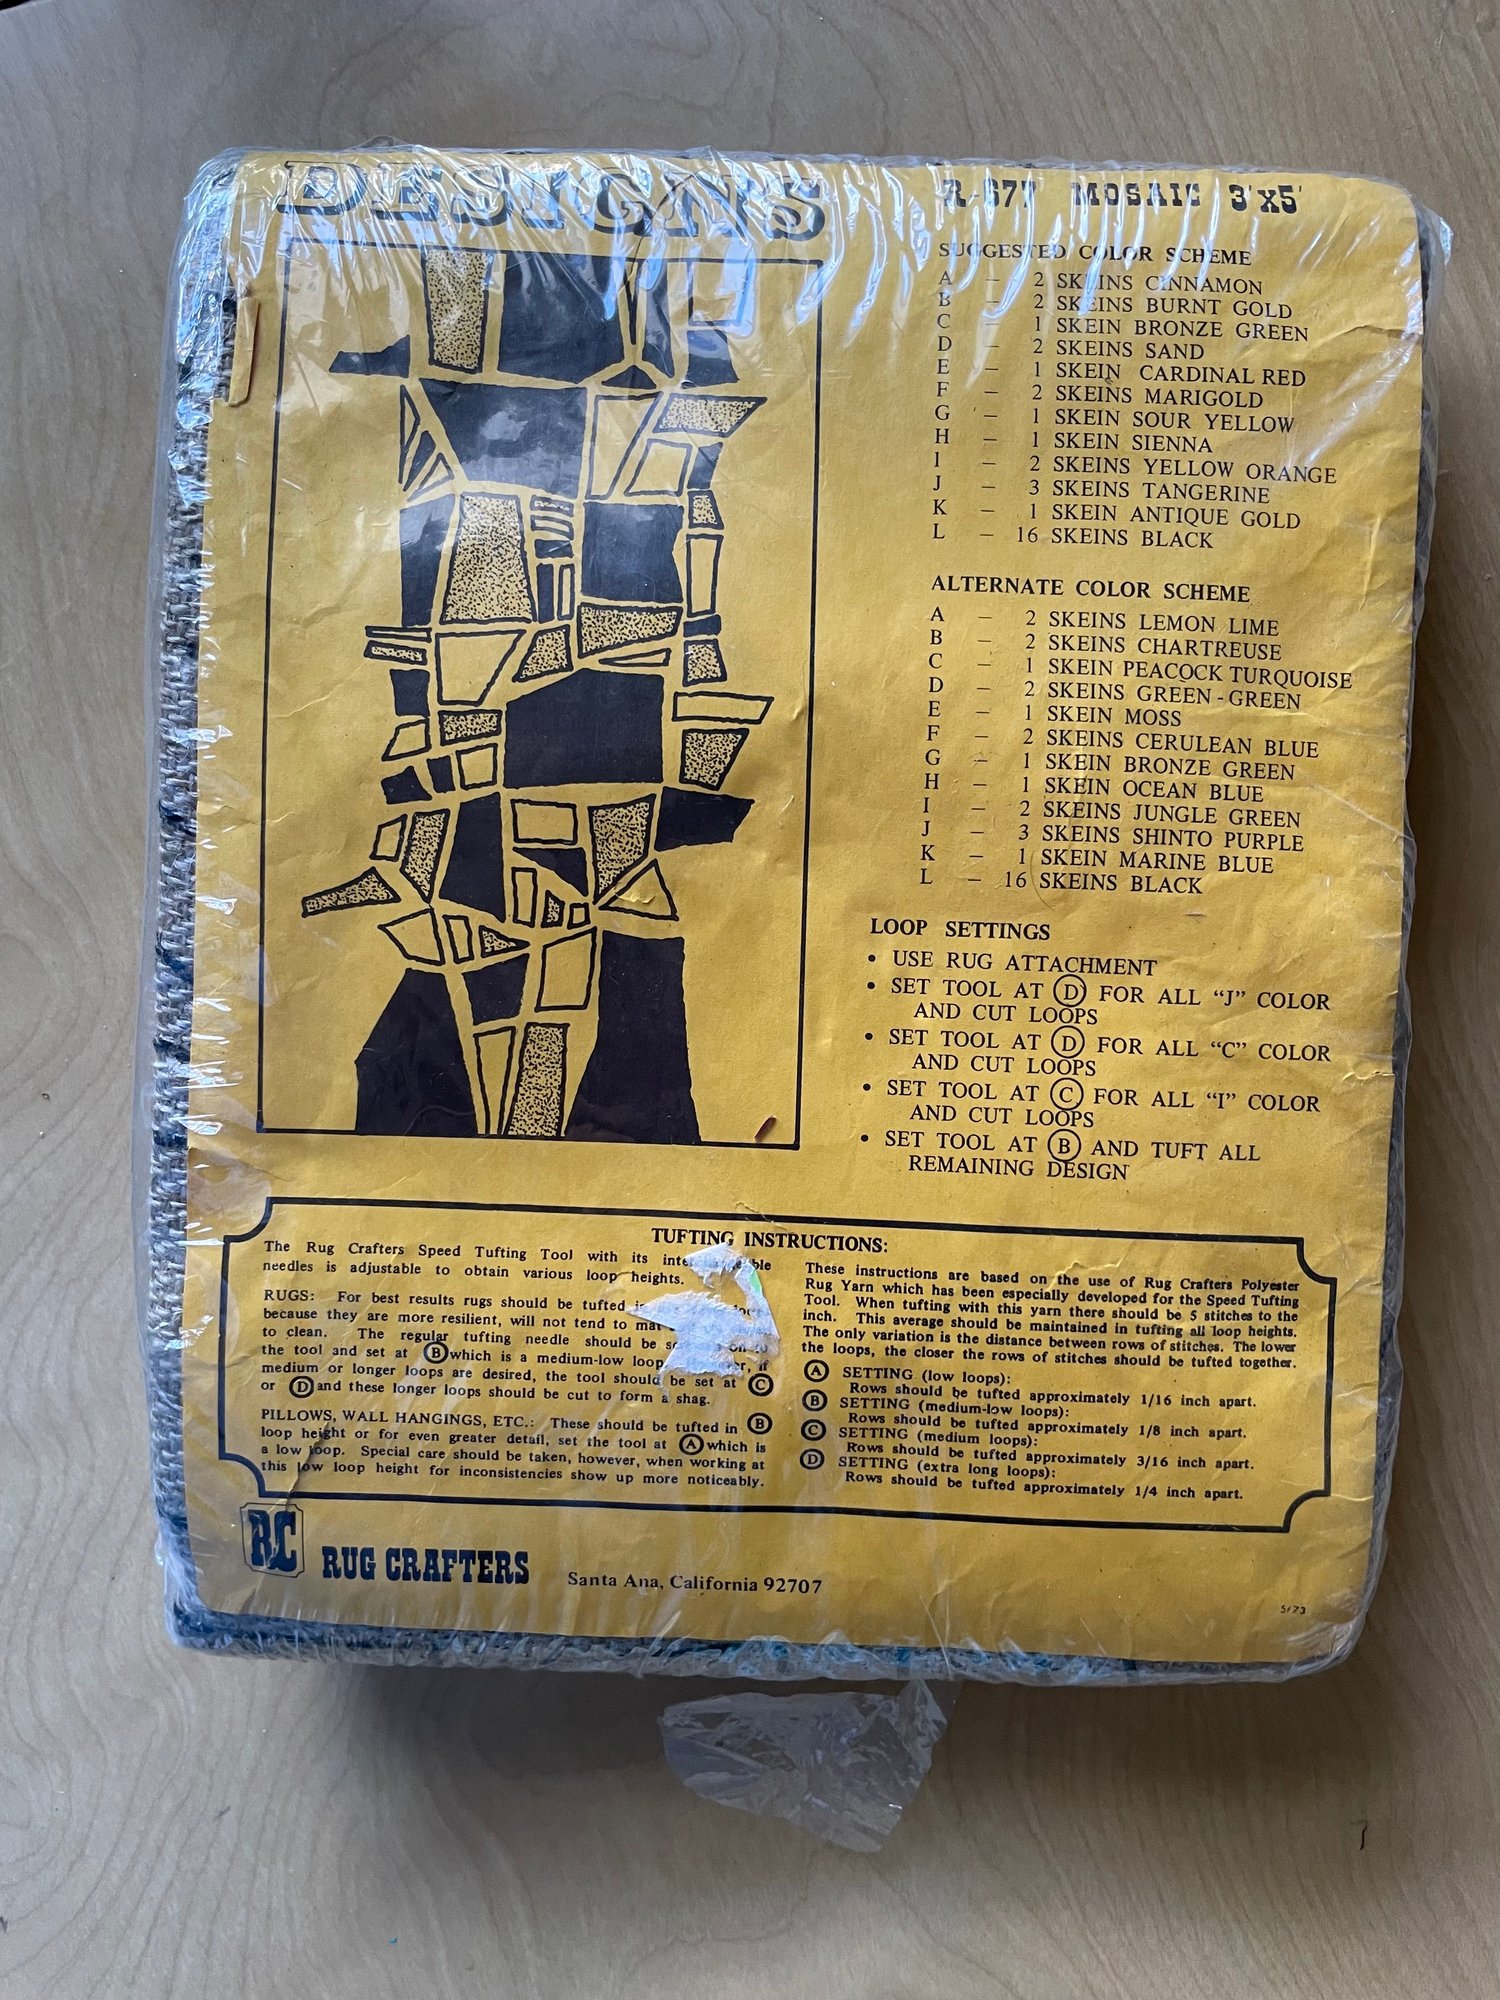 DESIGNS
R-677 MOSAIC 3'x5'
SUGGESTED COLOR SCHEME
A – 2 SKEINS CINNAMON
B – 2 SKEINS BURNT GOLD
C – 1 SKEIN BRONZE GREEN
D – 2 SKEINS SAND
E – 1 SKEIN CARDINAL RED
F – 2 SKEINS MARIGOLD
G – 1 SKEIN SOUR YELLOW
H – 1 SKEIN SIENNA
I – 2 SKEINS YELLOW ORANGE
J – 3 SKEINS TANGERINE
K – 1 SKEIN ANTIQUE GOLD
L – 16 SKEINS BLACK
ALTERNATE COLOR SCHEME
A – 2 SKEINS LEMON LIME
B – 2 SKEINS CHARTREUSE
C – 1 SKEIN PEACOCK TURQUOISE
D – 2 SKEINS GREEN-GREEN
E – 1 SKEIN MOSS
F – 2 SKEINS CERULEAN BLUE
G – 1 SKEIN BRONZE GREEN
H – 1 SKEIN OCEAN BLUE
I – 2 SKEINS JUNGLE GREEN
J – 3 SKEINS SHINTO PURPLE
K – 1 SKEIN MARINE BLUE
L – 16 SKEINS BLACK
LOOP SETTINGS
• USE RUG ATTACHMENT
• SET TOOL AT Ⓓ FOR ALL “J” COLOR
AND CUT LOOPS
• SET TOOL AT Ⓓ FOR ALL “C” COLOR
AND CUT LOOPS
• SET TOOL AT Ⓒ FOR ALL “I” COLOR
AND CUT LOOPS
• SET TOOL AT Ⓑ AND TUFT ALL
REMAINING DESIGN
TUFTING INSTRUCTIONS:
The Rug Crafters Speed Tufting Tool with its
needles is adjustable to obtain various loop heights.
RUGS: For best results rugs should be tufted
because they are more resilient, will not tend to
to clean. The regular tufting needle should be
the tool and set at Ⓑ which is a medium-low if
medium or longer loops are desired, the tool should be set at Ⓒ
or Ⓓ and these longer loops should be cut to form a shag.
PILLOWS, WALL HANGINGS, ETC.: These should be tufted in Ⓑ
loop height or for even greater detail, set the tool at Ⓐ which is
a low loop. Special care should be taken, however, when working at
this low loop height for inconsistencies show up more noticeably.
These instructions are based on the use of Rug Crafters Polyester
Rug Yarn which has been especially developed for the Speed Tufting
Tool. When tufting with this yarn there should be 5 stitches to the
inch. This average should be maintained in tufting all loop heights.
The only variation is the distance between rows of stitches. The lower
the loops, the closer the rows of stitches should be tufted together.
Ⓐ SETTING (low loops):
Rows should be tufted approximately 1/16 inch apart.
Ⓑ SETTING (medium-low loops):
Rows should be tufted approximately 1/8 inch apart.
Ⓒ SETTING (medium loops):
Rows should be tufted approximately 3/16 inch apart.
Ⓓ SETTING (extra long loops):
Rows should be tufted approximately 1/4 inch apart.
RC RUG CRAFTERS Santa Ana, California 92707
5/73